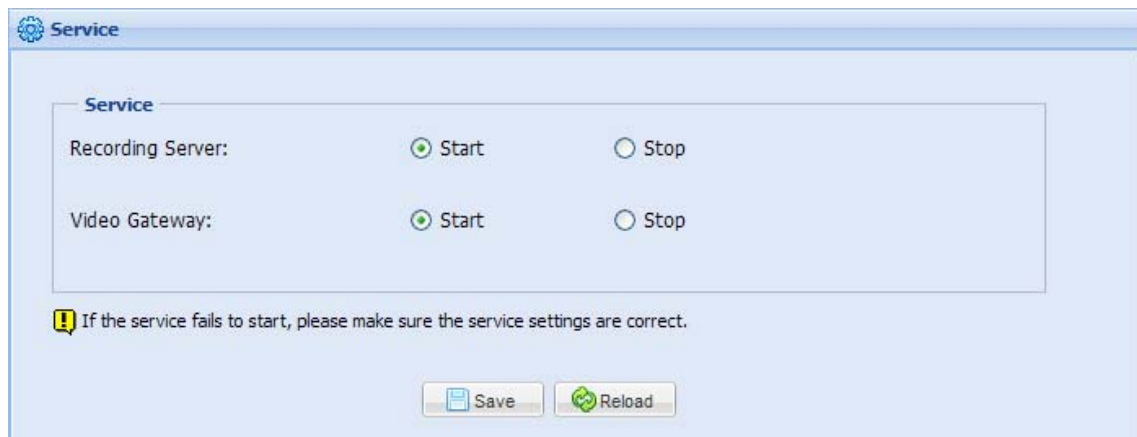 Service
Service
Recording Server: Start Stop
Video Gateway: Start Stop
If the service fails to start, please make sure the service settings are correct.
Save Reload